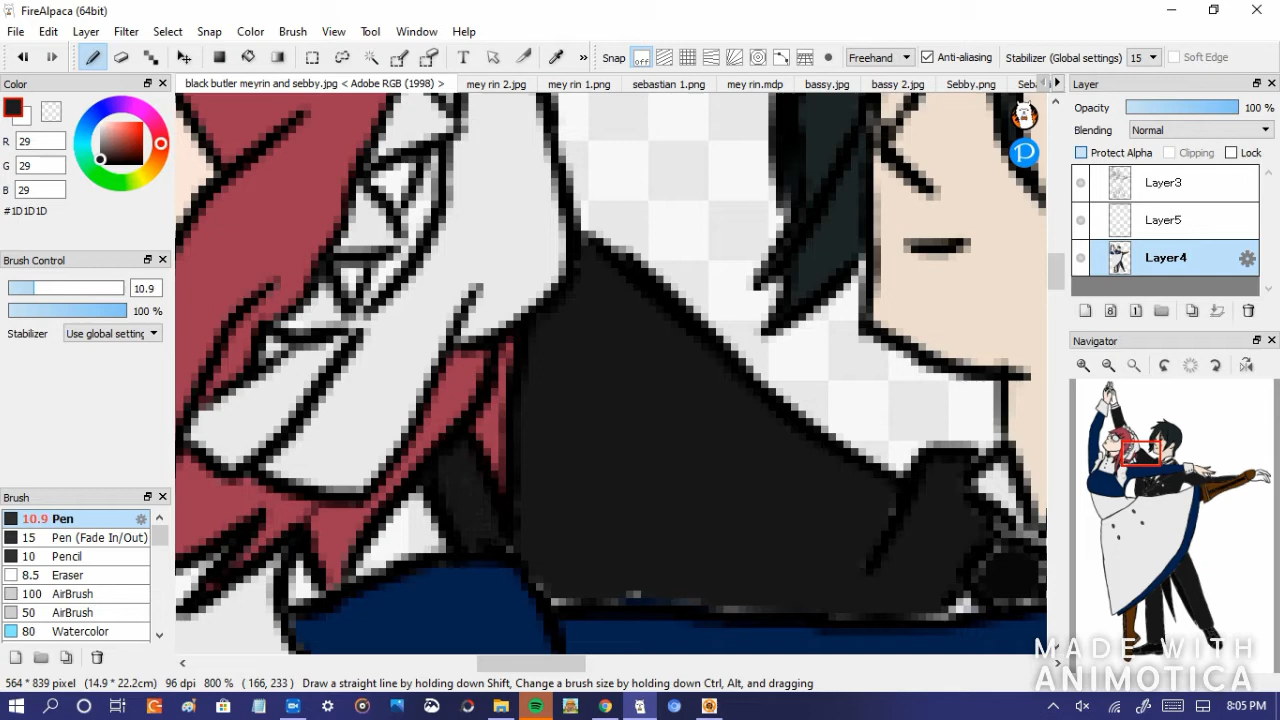 FireAlpaca (64bit)
File Edit Layer Filter Select Snap Color Brush View Tool Window Help
Snap off Freehand Anti-aliasing Stabilizer (Global settings) 15 Soft Edge
Color
black butler meyrin and sebby.jpg < Adobe RGB (1998) > mey rin 2.jpg mey rin 1.png sebastian 1.png mey rin.mdp bassy.jpg bassy 2.jpg Sebby.png
Layer
R 29
G 29
B 29
#1D1D1D
Opacity 100 %
Blending Normal
Protect Alpha Clipping Lock
Layer3
Layer5
Layer4
Brush Control
10.9
100 %
Stabilizer Use global setting
Navigator
Brush
10.9 Pen
15 Pen (Fade In/Out)
10 Pencil
8.5 Eraser
100 AirBrush
50 AirBrush
80 Watercolor
MADE WITH
ANIMOTICA
564 * 839 pixel (14.9 * 22.2cm) 96 dpi 800 % ( 166, 233 ) Draw a straight line by holding down Shift, Change a brush size by holding down Ctrl, Alt, and dragging
8:05 PM